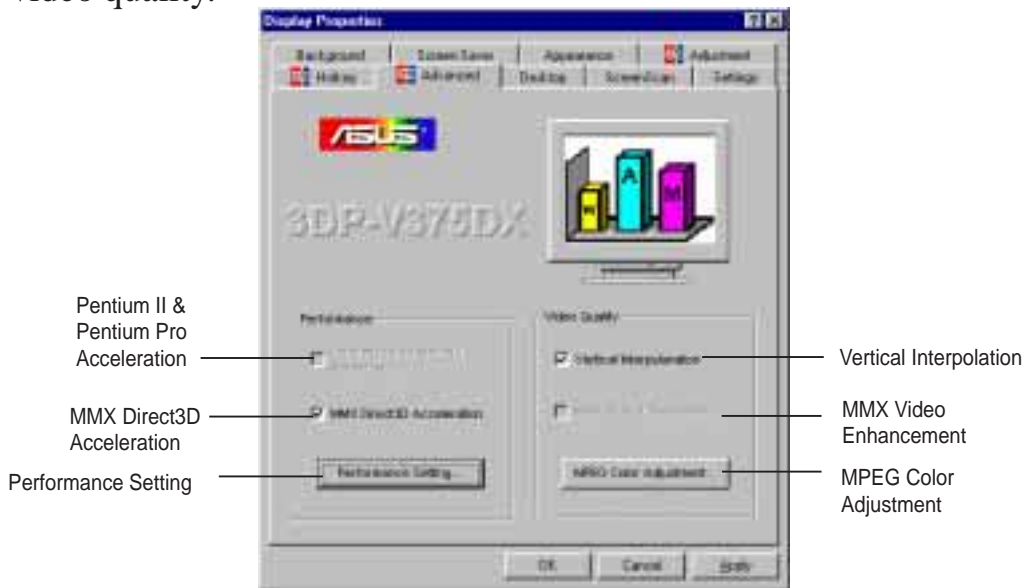 video quality.
Display Properties
Background Screen Saver Appearance Adjustment
Hotkey Advanced Desktop ScreenScan Settings
ASUS
3DP-V375DX
A M
Performance
Video Quality
Pentium II &
Pentium Pro
Acceleration
Vertical Interpolation
Vertical Interpolation
MMX Direct3D
Acceleration
MMX Direct3D Acceleration
MMX Video
Enhancement
Performance Setting
Performance Setting...
MPEG Color Adjustment
MPEG Color
Adjustment
OK Cancel Apply